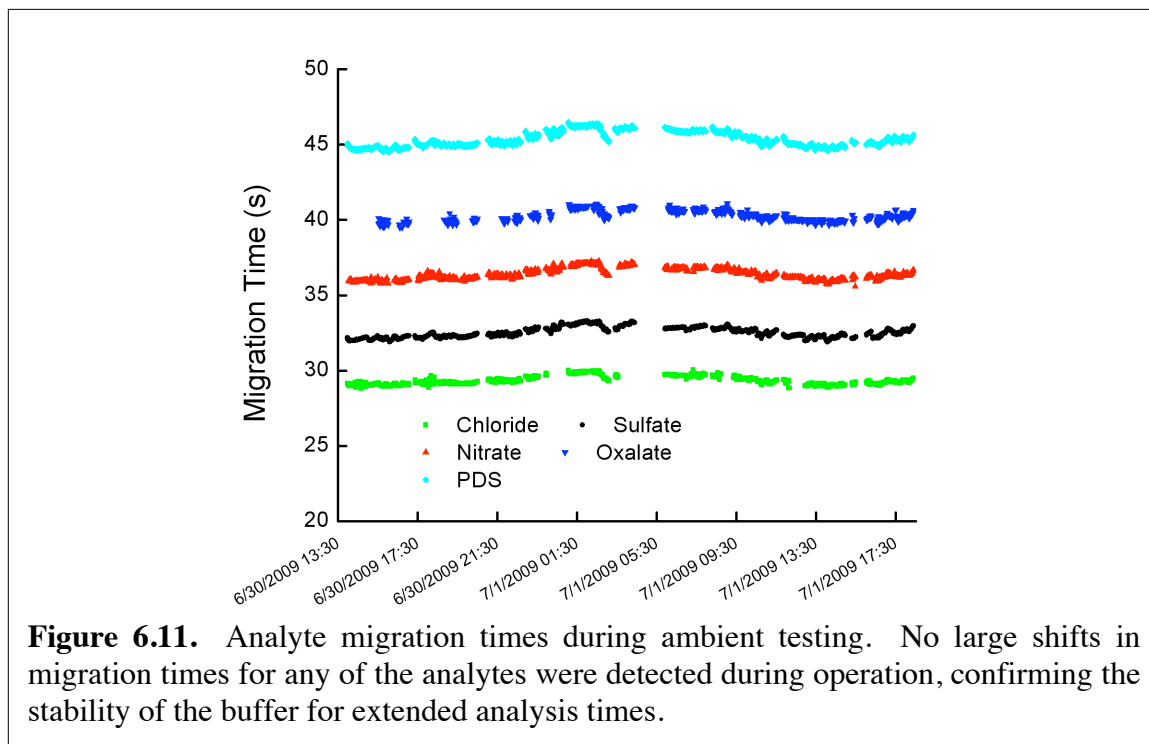 50
45
40
35
30
25
20
Migration Time (s)
Chloride
Sulfate
Nitrate
Oxalate
PDS
6/30/2009 13:30
6/30/2009 17:30
6/30/2009 21:30
7/1/2009 01:30
7/1/2009 05:30
7/1/2009 09:30
7/1/2009 13:30
7/1/2009 17:30
Figure 6.11. Analyte migration times during ambient testing. No large shifts in
migration times for any of the analytes were detected during operation, confirming the
stability of the buffer for extended analysis times.